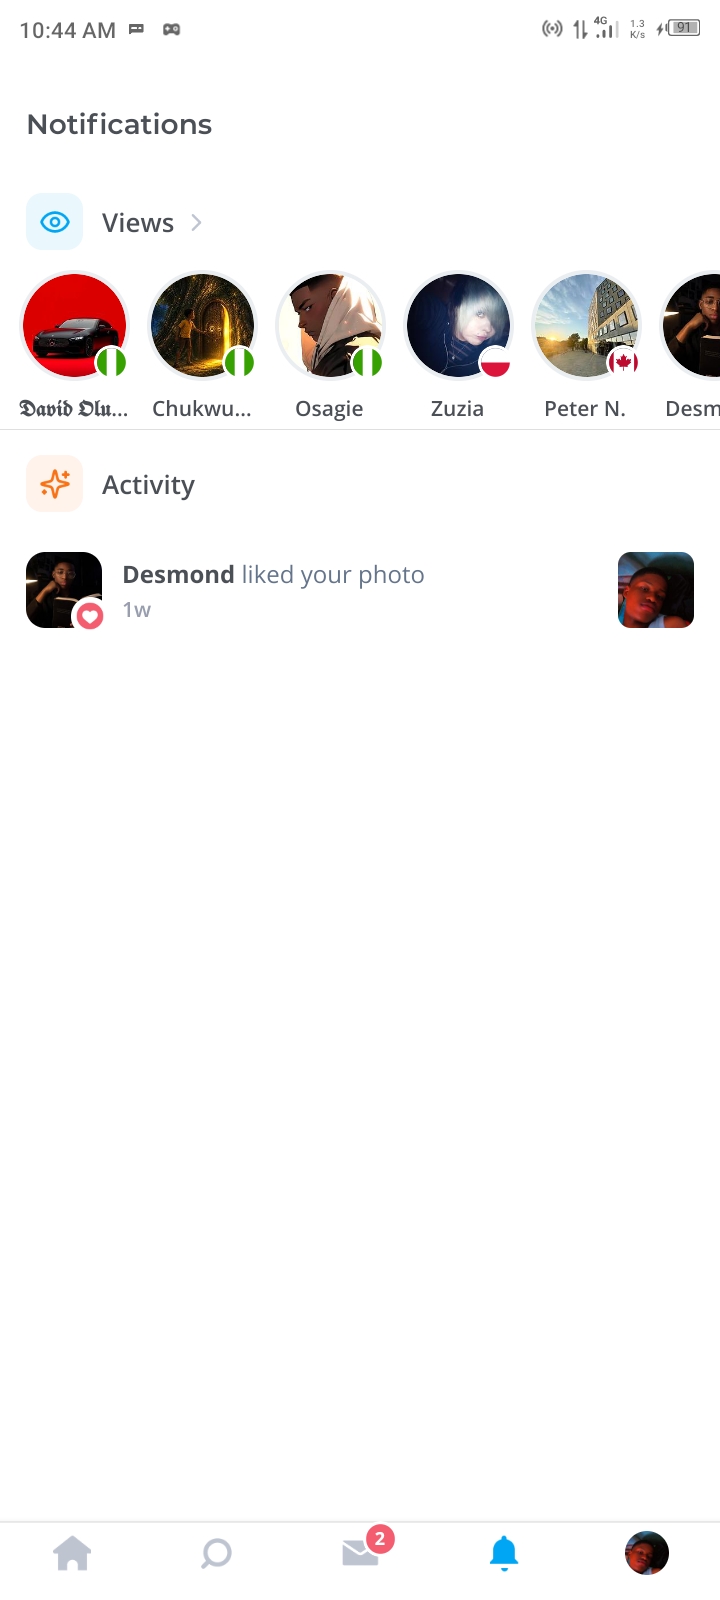 10:44 AM
4G
1.3
K/s
91
Notifications
Views
𝕯𝖆𝖛𝖎𝖉 𝕺𝖑𝖚...
Chukwu...
Osagie
Zuzia
Peter N.
Desm
Activity
Desmond liked your photo
1w
2